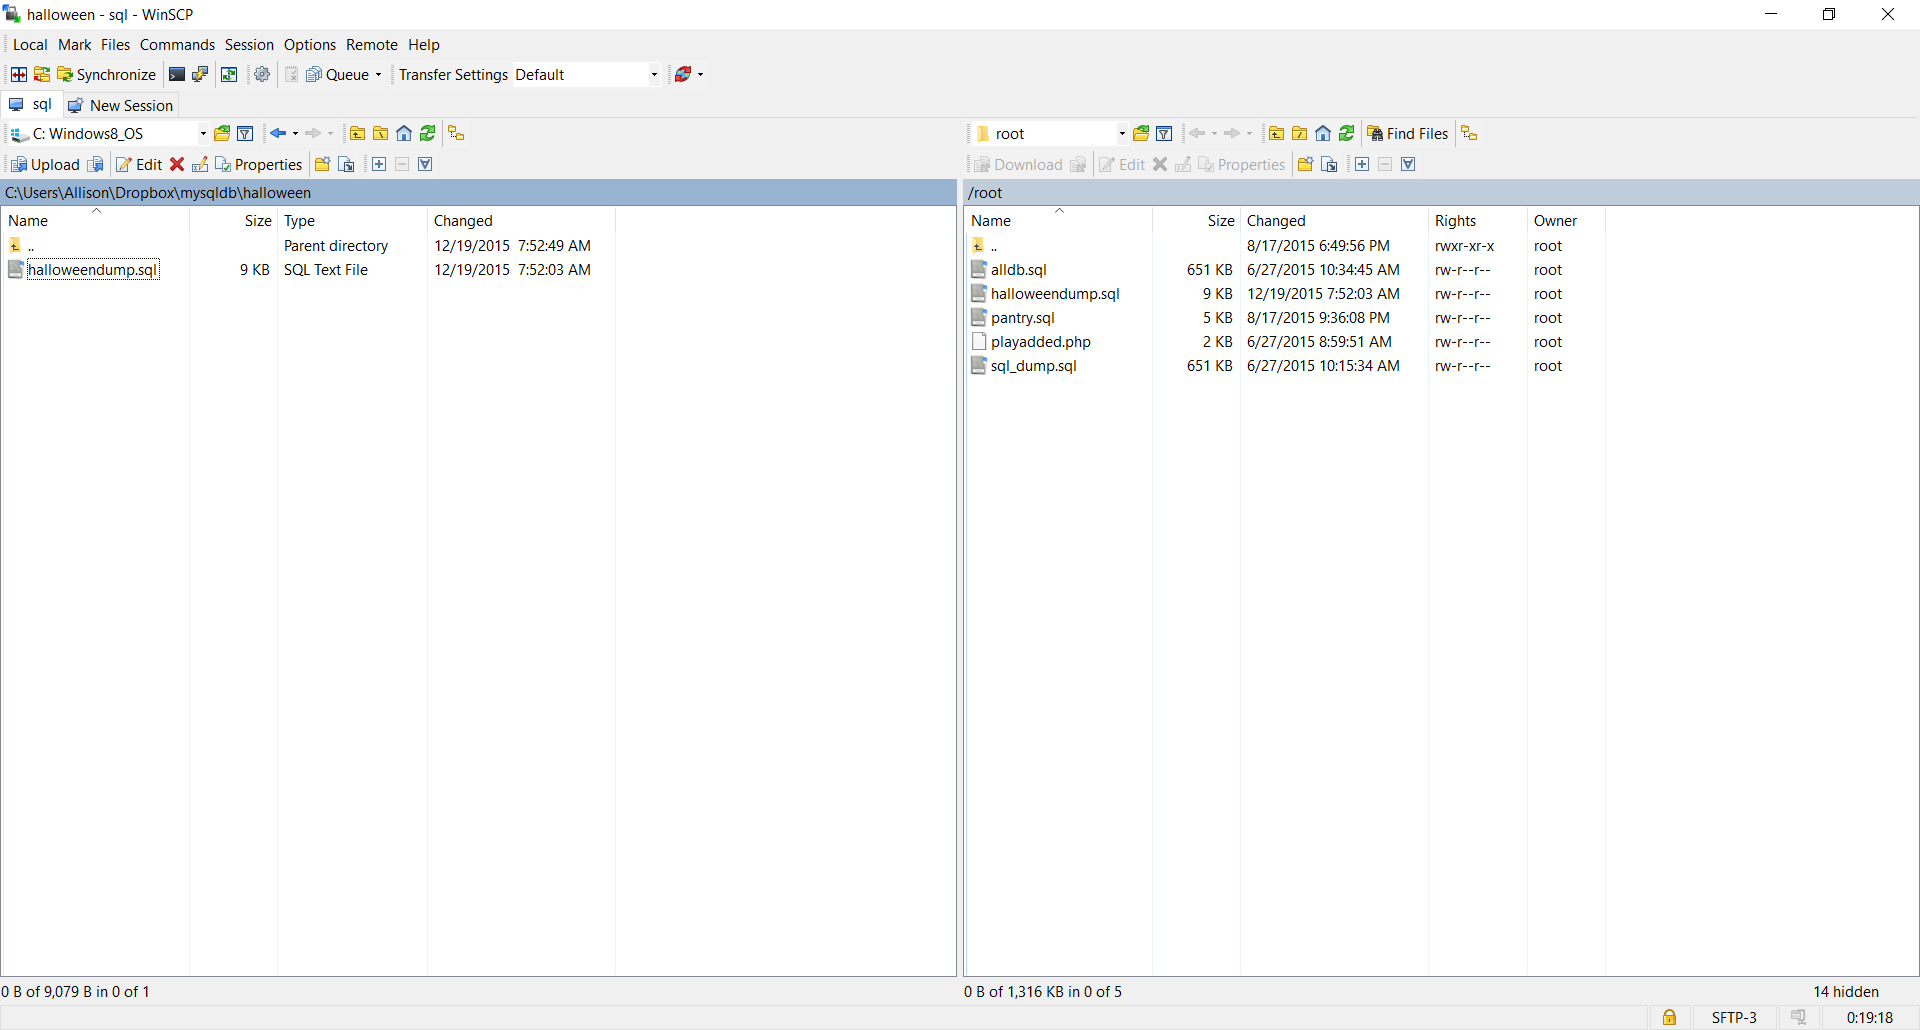 halloween - sql - WinSCP
Local Mark Files Commands Session Options Remote Help
Synchronize Queue Transfer Settings Default
sql New Session
C: Windows8_OS root Find Files
Upload Edit Properties Download Edit Properties
C:\Users\Allison\Dropbox\mysqldb\halloween
Name Size Type Changed
.. Parent directory 12/19/2015 7:52:49 AM
halloweendump.sql 9 KB SQL Text File 12/19/2015 7:52:03 AM
0 B of 9,079 B in 0 of 1
/root
Name Size Changed Rights Owner
.. 8/17/2015 6:49:56 PM rwxr-xr-x root
alldb.sql 651 KB 6/27/2015 10:34:45 AM rw-r--r-- root
halloweendump.sql 9 KB 12/19/2015 7:52:03 AM rw-r--r-- root
pantry.sql 5 KB 8/17/2015 9:36:08 PM rw-r--r-- root
playadded.php 2 KB 6/27/2015 8:59:51 AM rw-r--r-- root
sql_dump.sql 651 KB 6/27/2015 10:15:34 AM rw-r--r-- root
0 B of 1,316 KB in 0 of 5 14 hidden
SFTP-3 0:19:18